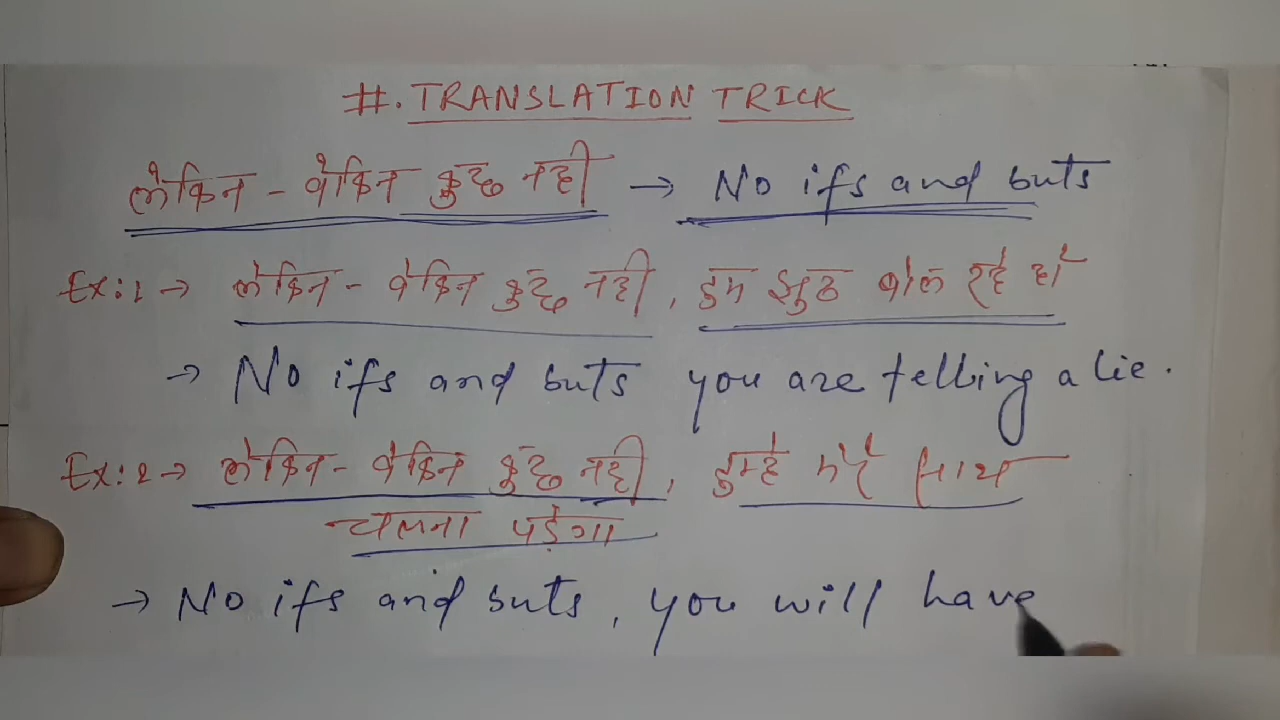 #. TRANSLATION TRICK
लेकिन - वेकिन कुछ नही → No ifs and buts
Ex:1 → लेकिन - वेकिन कुछ नही, तुम झुठ बोल रहे हो
→ No ifs and buts you are telling a lie.
Ex:2 → लेकिन - वेकिन कुछ नही, तुम्हे मेरे साथ
चलना पड़ेगा
→ No ifs and buts, you will have